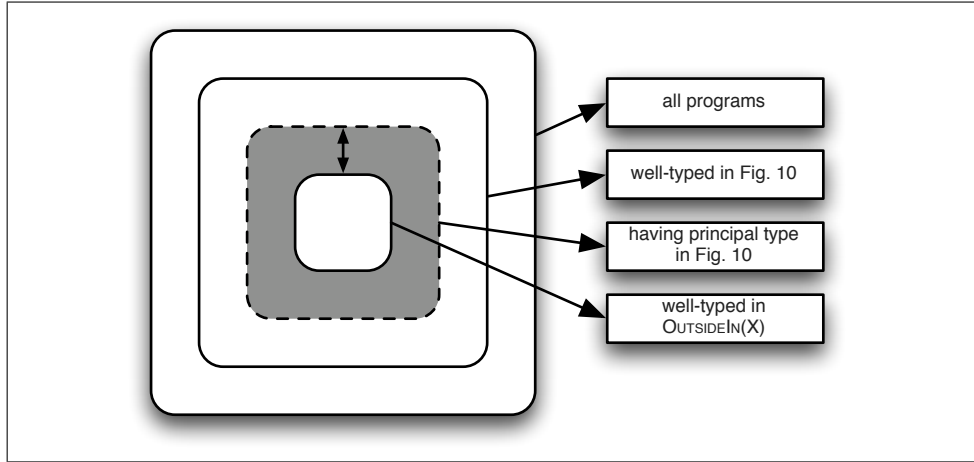 all programs
well-typed in Fig. 10
having principal type
in Fig. 10
well-typed in
OUTSIDEIN(X)